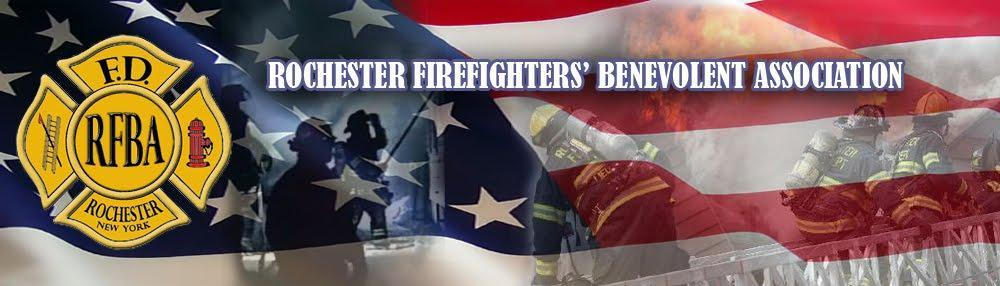 F.D.
RFBA
ROCHESTER
NEW YORK
ROCHESTER FIREFIGHTERS' BENEVOLENT ASSOCIATION